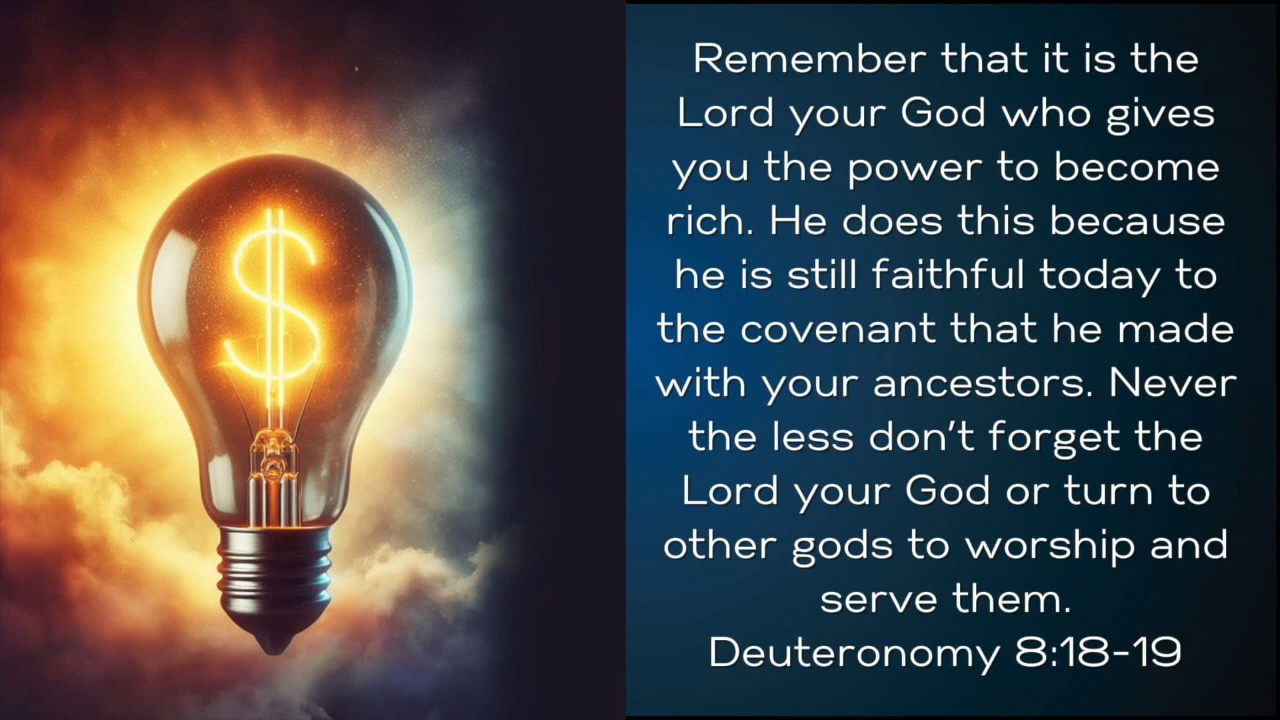 Remember that it is the
Lord your God who gives
you the power to become
rich. He does this because
he is still faithful today to
the covenant that he made
with your ancestors. Never
the less don't forget the
Lord your God or turn to
other gods to worship and
serve them.
Deuteronomy 8:18-19
$